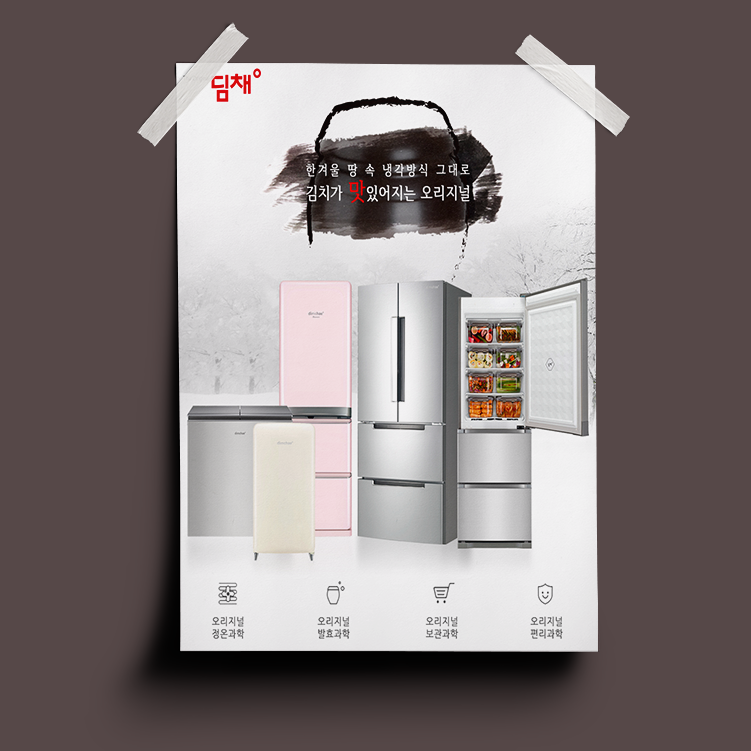 딤채
한겨울 땅 속 냉각방식 그대로
김치가 맛있어지는 오리지널
오리지널
정온과학
오리지널
발효과학
오리지널
보관과학
오리지널
편리과학